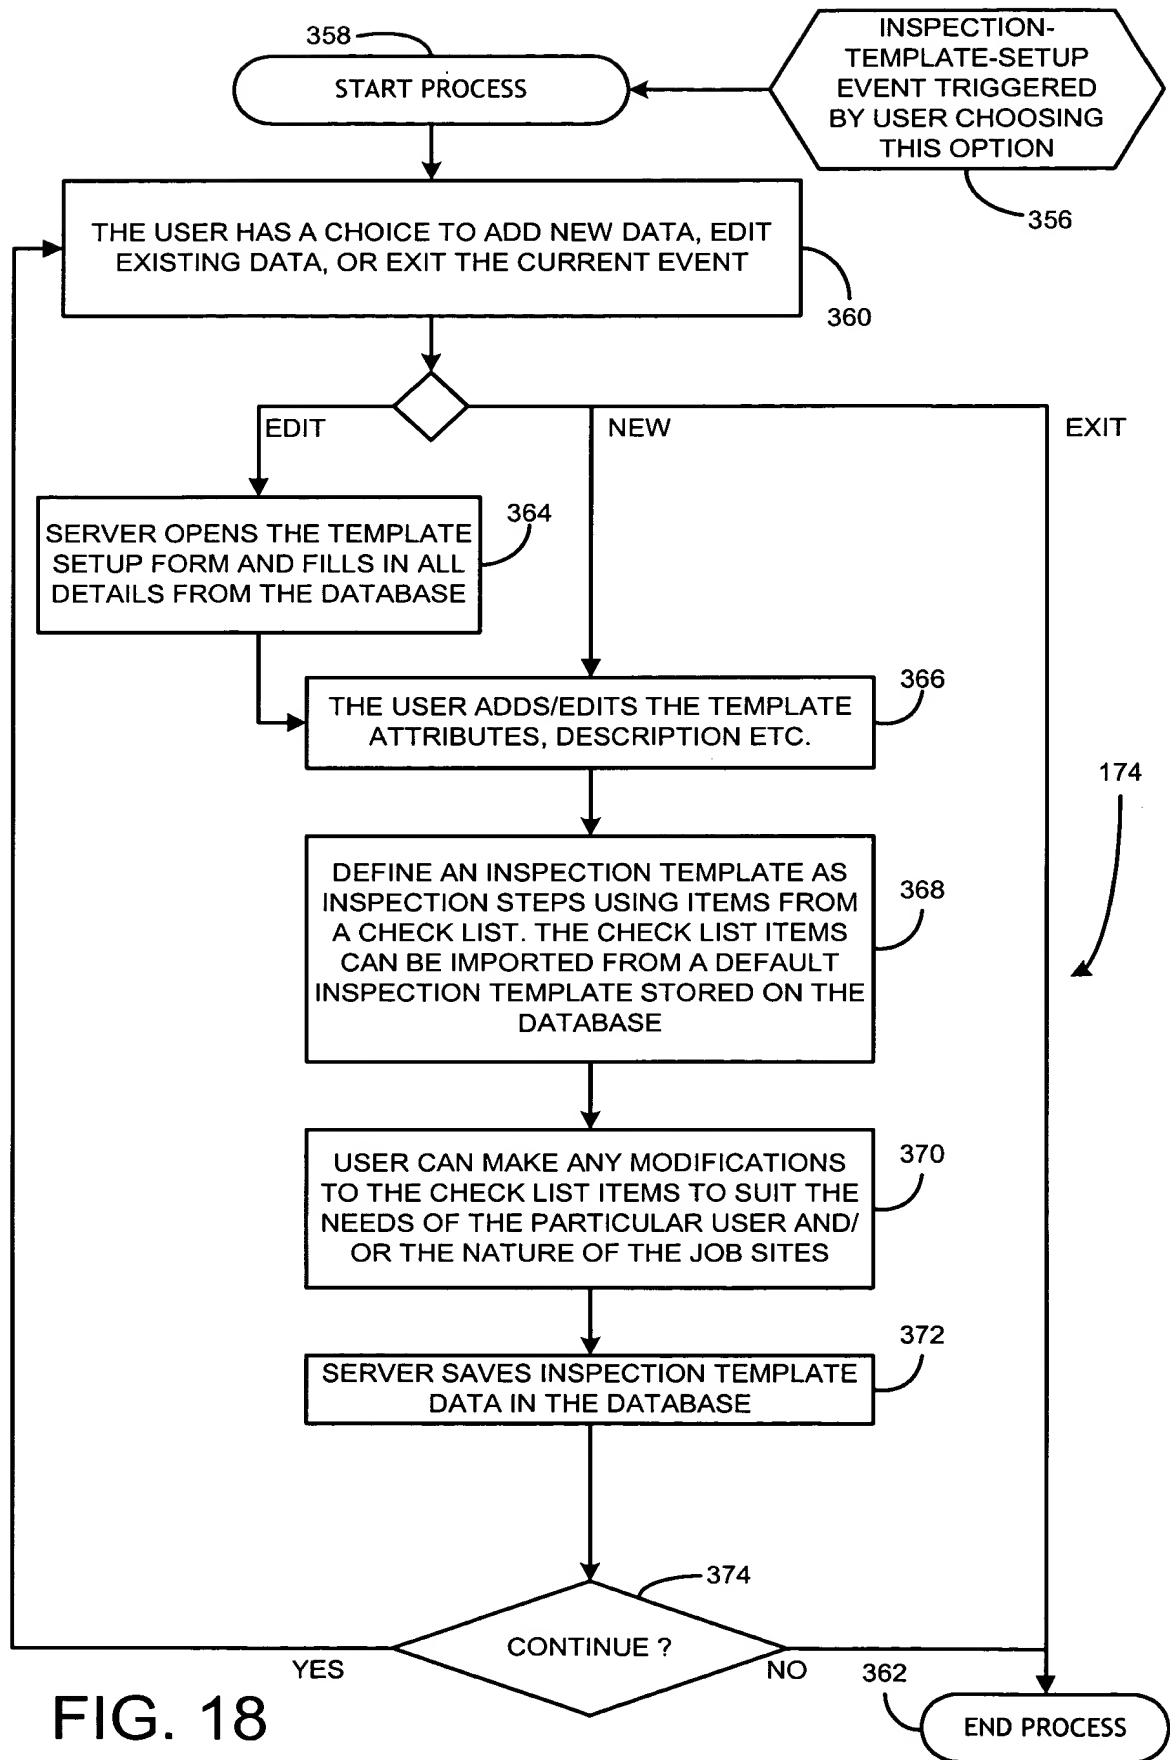 358
START PROCESS
INSPECTION-
TEMPLATE-SETUP
EVENT TRIGGERED
BY USER CHOOSING
THIS OPTION
356
THE USER HAS A CHOICE TO ADD NEW DATA, EDIT
EXISTING DATA, OR EXIT THE CURRENT EVENT
360
EDIT
NEW
EXIT
SERVER OPENS THE TEMPLATE
SETUP FORM AND FILLS IN ALL
DETAILS FROM THE DATABASE
364
THE USER ADDS/EDITS THE TEMPLATE
ATTRIBUTES, DESCRIPTION ETC.
366
174
DEFINE AN INSPECTION TEMPLATE AS
INSPECTION STEPS USING ITEMS FROM
A CHECK LIST. THE CHECK LIST ITEMS
CAN BE IMPORTED FROM A DEFAULT
INSPECTION TEMPLATE STORED ON THE
DATABASE
368
USER CAN MAKE ANY MODIFICATIONS
TO THE CHECK LIST ITEMS TO SUIT THE
NEEDS OF THE PARTICULAR USER AND/
OR THE NATURE OF THE JOB SITES
370
SERVER SAVES INSPECTION TEMPLATE
DATA IN THE DATABASE
372
374
CONTINUE ?
YES
NO
362
END PROCESS
FIG. 18